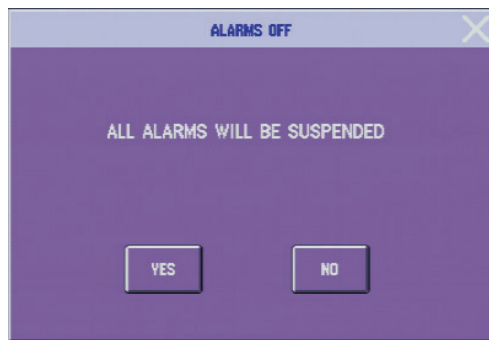 ALARMS OFF
ALL ALARMS WILL BE SUSPENDED
YES
NO